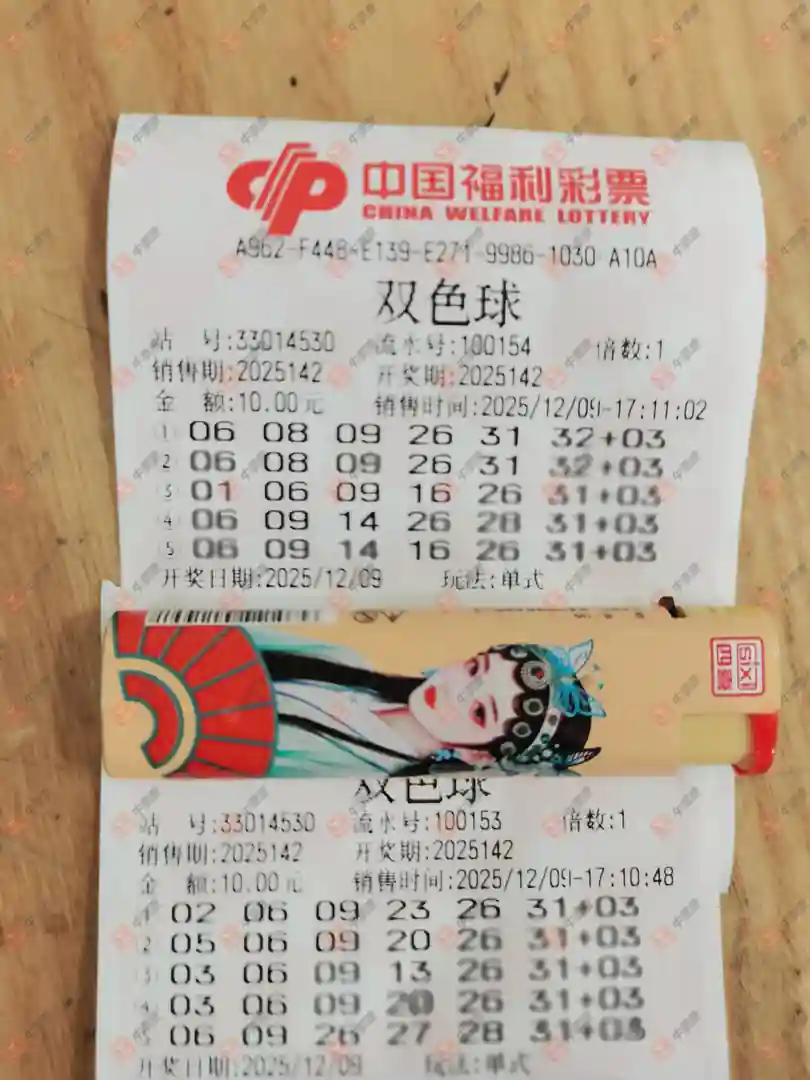 中国福利彩票
CHINA WELFARE LOTTERY
A962-F448-E139-E271-9986-1030 A10A
双色球
站 号:33014530 流水号:100154 倍数:1
销售期:2025142 开奖期:2025142
金 额:10.00元 销售时间:2025/12/09-17:11:02
1 06 08 09 26 31 32+03
2 06 08 09 26 31 32+03
3 01 06 09 16 26 31+03
4 06 09 14 26 28 31+03
5 06 09 14 16 26 31+03
开奖日期:2025/12/09 玩法:单式
sixi
四喜
双色球
站 号:33014530 流水号:100153 倍数:1
销售期:2025142 开奖期:2025142
金 额:10.00元 销售时间:2025/12/09-17:10:48
1 02 06 09 23 26 31+03
2 05 06 09 20 26 31+03
3 03 06 09 13 26 31+03
4 03 06 09 20 26 31+03
5 06 09 26 27 28 31+03
开奖日期:2025/12/09 玩法:单式